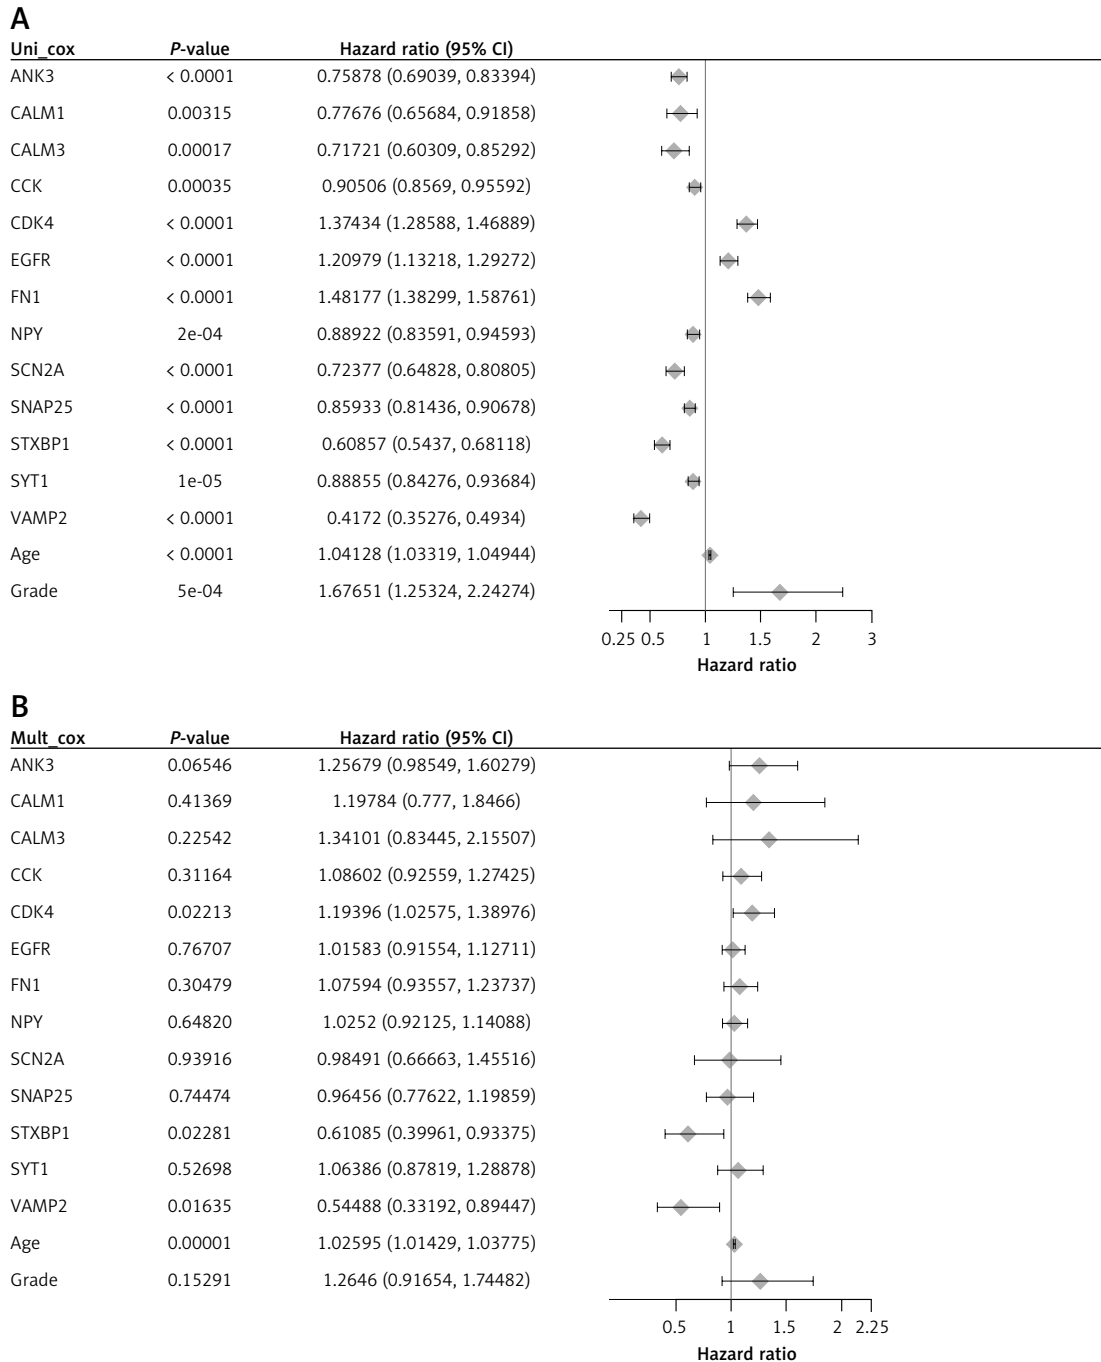 A
Uni_cox P-value Hazard ratio (95% CI)
ANK3 < 0.0001 0.75878 (0.69039, 0.83394)
CALM1 0.00315 0.77676 (0.65684, 0.91858)
CALM3 0.00017 0.71721 (0.60309, 0.85292)
CCK 0.00035 0.90506 (0.8569, 0.95592)
CDK4 < 0.0001 1.37434 (1.28588, 1.46889)
EGFR < 0.0001 1.20979 (1.13218, 1.29272)
FN1 < 0.0001 1.48177 (1.38299, 1.58761)
NPY 2e-04 0.88922 (0.83591, 0.94593)
SCN2A < 0.0001 0.72377 (0.64828, 0.80805)
SNAP25 < 0.0001 0.85933 (0.81436, 0.90678)
STXBP1 < 0.0001 0.60857 (0.5437, 0.68118)
SYT1 1e-05 0.88855 (0.84276, 0.93684)
VAMP2 < 0.0001 0.4172 (0.35276, 0.4934)
Age < 0.0001 1.04128 (1.03319, 1.04944)
Grade 5e-04 1.67651 (1.25324, 2.24274)
0.25 0.5 1 1.5 2 3
Hazard ratio
B
Mult_cox P-value Hazard ratio (95% CI)
ANK3 0.06546 1.25679 (0.98549, 1.60279)
CALM1 0.41369 1.19784 (0.777, 1.8466)
CALM3 0.22542 1.34101 (0.83445, 2.15507)
CCK 0.31164 1.08602 (0.92559, 1.27425)
CDK4 0.02213 1.19396 (1.02575, 1.38976)
EGFR 0.76707 1.01583 (0.91554, 1.12711)
FN1 0.30479 1.07594 (0.93557, 1.23737)
NPY 0.64820 1.0252 (0.92125, 1.14088)
SCN2A 0.93916 0.98491 (0.66663, 1.45516)
SNAP25 0.74474 0.96456 (0.77622, 1.19859)
STXBP1 0.02281 0.61085 (0.39961, 0.93375)
SYT1 0.52698 1.06386 (0.87819, 1.28878)
VAMP2 0.01635 0.54488 (0.33192, 0.89447)
Age 0.00001 1.02595 (1.01429, 1.03775)
Grade 0.15291 1.2646 (0.91654, 1.74482)
0.5 1 1.5 2 2.25
Hazard ratio